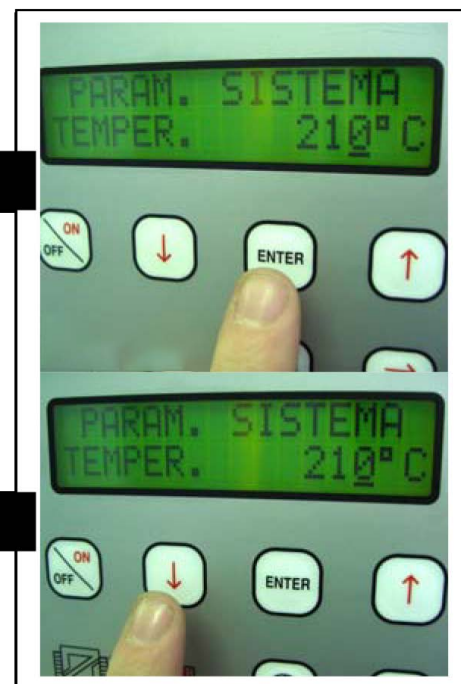 PARAM. SISTEMA
TEMPER. 210° C
ON
OFF
ENTER
PARAM. SISTEMA
TEMPER. 210° C
ON
OFF
ENTER